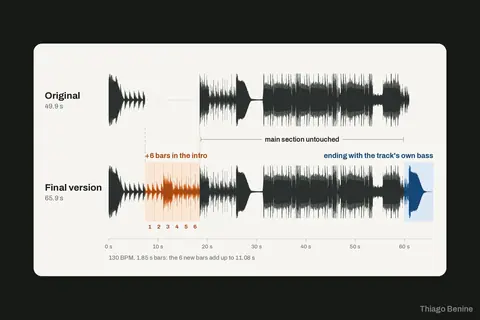 Original
49.9 s
main section untouched
+6 bars in the intro
ending with the track's own bass
Final version
65.9 s
1 2 3 4 5 6
0 s 10 s 20 s 30 s 40 s 50 s 60 s
130 BPM, 1.85 s bars: the 6 new bars add up to 11.08 s
Thiago Benine